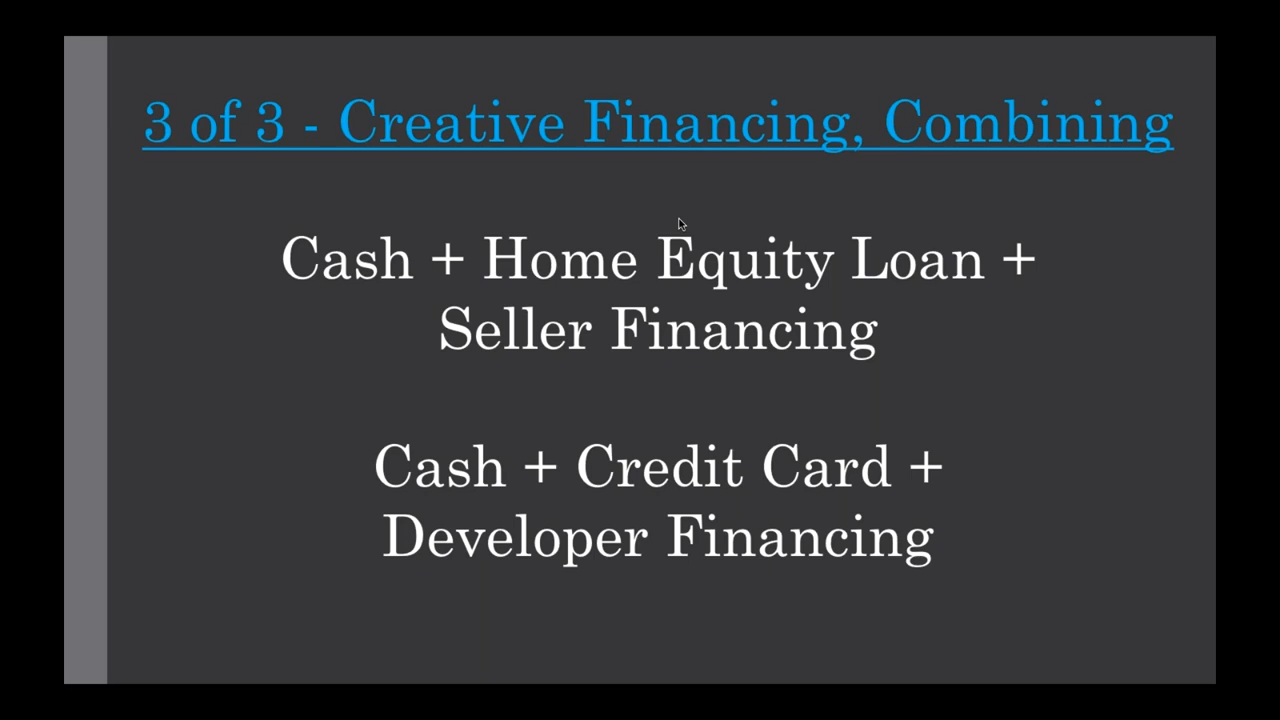 3 of 3 - Creative Financing, Combining
Cash + Home Equity Loan +
Seller Financing
Cash + Credit Card +
Developer Financing